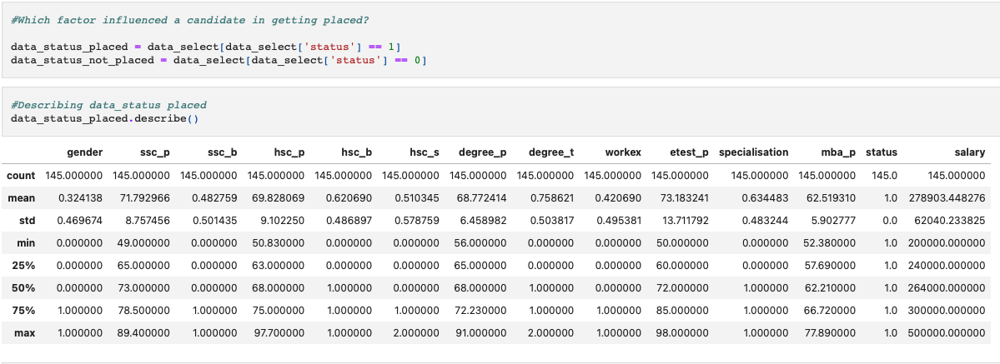 #Which factor influenced a candidate in getting placed?
data_status_placed = data_select[data_select['status'] == 1]
data_status_not_placed = data_select[data_select['status'] == 0]
#Describing data_status placed
data_status_placed.describe()
gender ssc_p ssc_b hsc_p hsc_b hsc_s degree_p degree_t workex etest_p specialisation mba_p status salary
count 145.000000 145.000000 145.000000 145.000000 145.000000 145.000000 145.000000 145.000000 145.000000 145.000000 145.000000 145.000000 145.0 145.000000
mean 0.324138 71.792966 0.482759 69.828069 0.620690 0.510345 68.772414 0.758621 0.420690 73.183241 0.634483 62.519310 1.0 278903.448276
std 0.469674 8.757456 0.501435 9.102250 0.486897 0.578759 6.458982 0.503817 0.495381 13.711792 0.483244 5.902777 0.0 62040.233825
min 0.000000 49.000000 0.000000 50.830000 0.000000 0.000000 56.000000 0.000000 0.000000 50.000000 0.000000 52.380000 1.0 200000.000000
25% 0.000000 65.000000 0.000000 63.000000 0.000000 0.000000 65.000000 0.000000 0.000000 60.000000 0.000000 57.690000 1.0 240000.000000
50% 0.000000 73.000000 0.000000 68.000000 1.000000 0.000000 68.000000 1.000000 0.000000 72.000000 1.000000 62.210000 1.0 264000.000000
75% 1.000000 78.500000 1.000000 75.000000 1.000000 1.000000 72.230000 1.000000 1.000000 85.000000 1.000000 66.720000 1.0 300000.000000
max 1.000000 89.400000 1.000000 97.700000 1.000000 2.000000 91.000000 2.000000 1.000000 98.000000 1.000000 77.890000 1.0 500000.000000